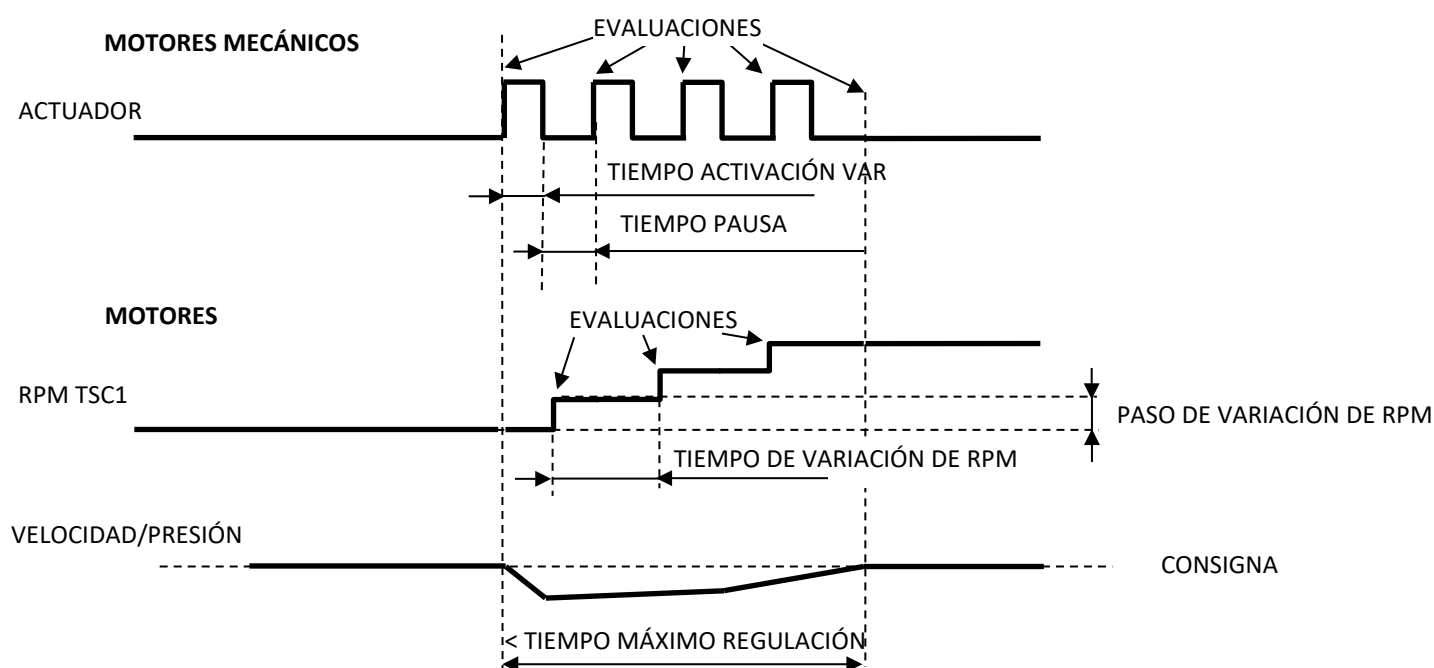 EVALUACIONES
MOTORES MECÁNICOS
ACTUADOR
TIEMPO ACTIVACIÓN VAR
TIEMPO PAUSA
MOTORES
EVALUACIONES
RPM TSC1
PASO DE VARIACIÓN DE RPM
TIEMPO DE VARIACIÓN DE RPM
VELOCIDAD/PRESIÓN
CONSIGNA
< TIEMPO MÁXIMO REGULACIÓN